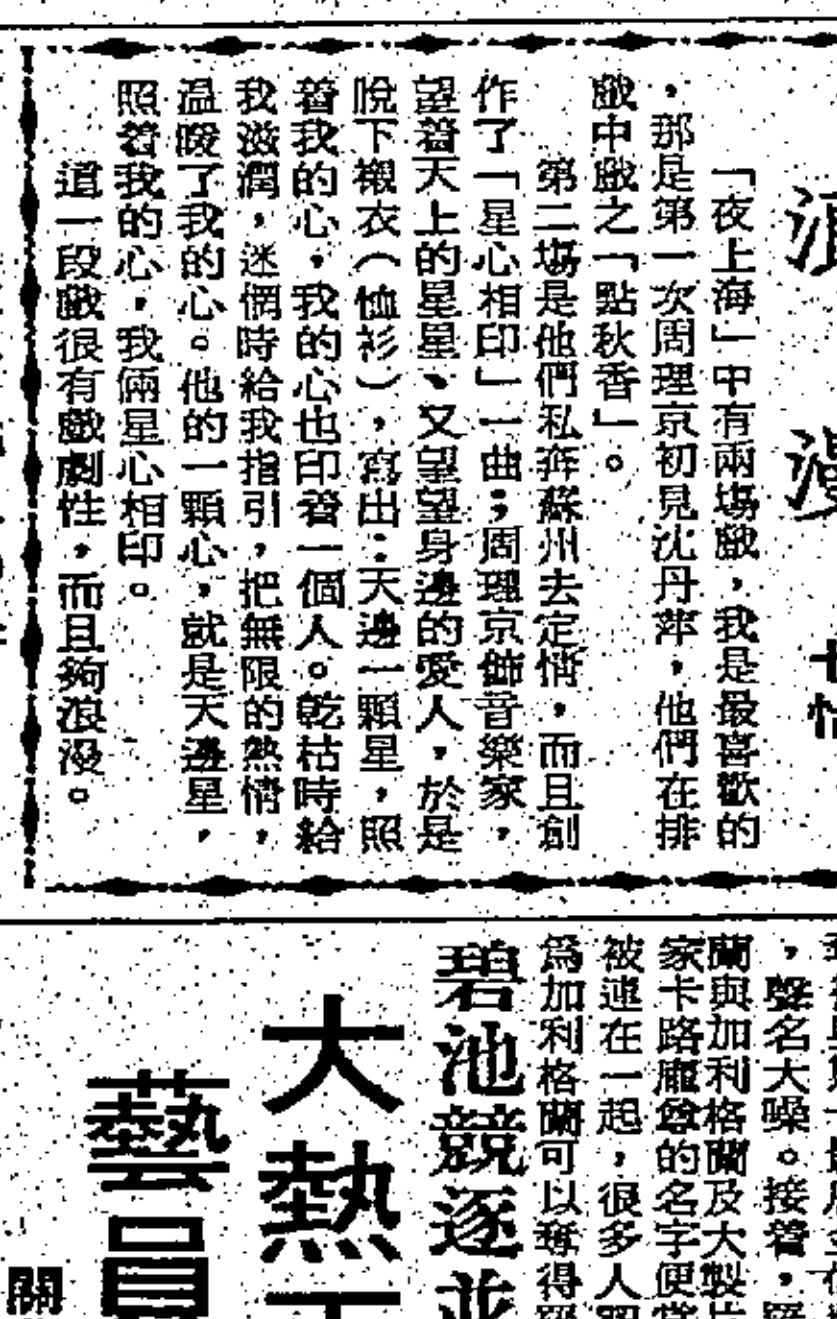 浪漫
「夜上海」中有兩場戲，我是最喜歡的
，那是第一次周理京初見沈丹萍，他們在排
戲中戲之「點秋香」。
第二場是他們私奔蘇州去定情，而且創
作了「星心相印」一曲；周理京飾音樂家，
望着天上的星星、又望望身邊的愛人，於是
脫下襯衣（恤衫），寫出：天邊一顆星，照
着我的心，我的心也印着一個人。乾枯時給
我滋潤，迷惘時給我指引，把無限的熱情，
溫暖了我的心。他的一顆心，就是天邊星，
照着我的心，我倆星心相印。
這一段戲很有戲劇性，而且夠浪漫。
，聲名大噪。接着，
蘭與加利格蘭及大製片
家卡路龐蒂的名字便常
被連在一起，很多人
爲加利格蘭可以奪得
碧池競逐並
大熱
藝員
關